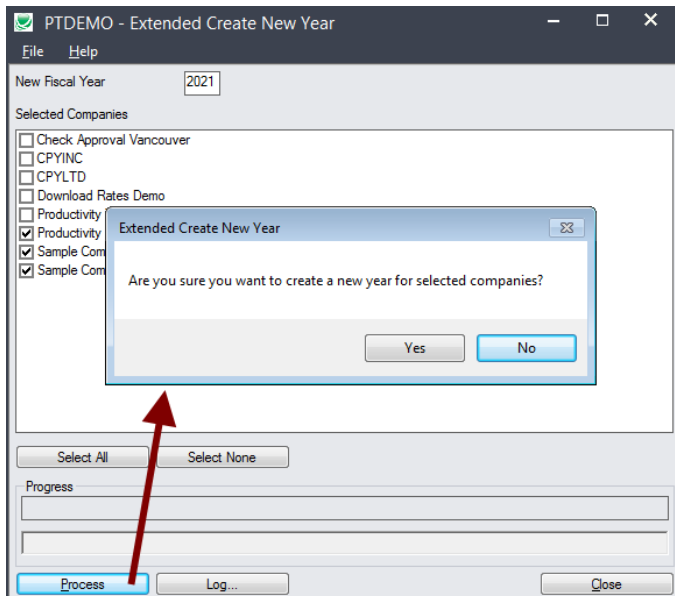 PTDEMO - Extended Create New Year
File Help
New Fiscal Year 2021
Selected Companies
Check Approval Vancouver
CPYINC
CPYLTD
Download Rates Demo
Productivity
Productivity
Sample Com
Sample Com
Extended Create New Year
Are you sure you want to create a new year for selected companies?
Yes No
Select All Select None
Progress
Process Log... Close